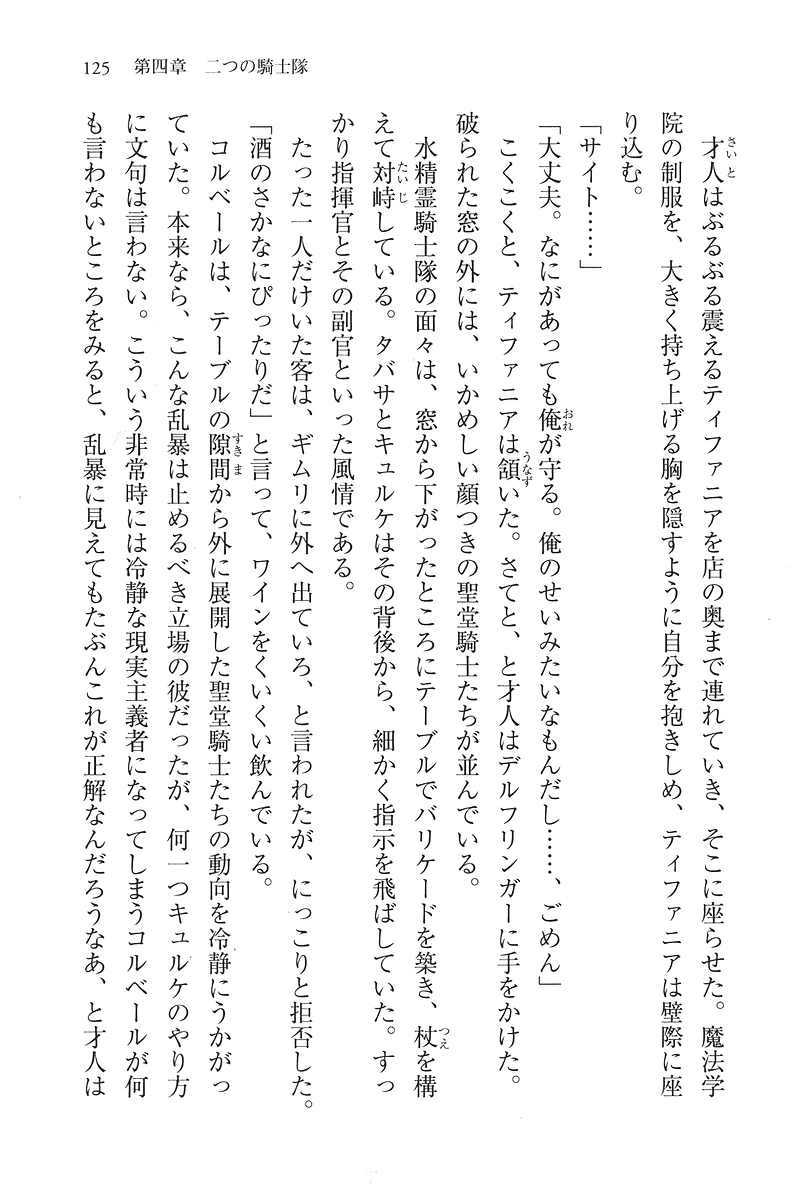 125　第四章　二つの騎士隊
　才人はぶるぶる震えるティファニアを店の奥まで連れていき、そこに座らせた。魔法学
院の制服を、大きく持ち上げる胸を隠すように自分を抱きしめ、ティファニアは壁際に座
り込む。
「サイト……」
「大丈夫。なにがあっても俺が守る。俺のせいみたいなもんだし……、ごめん」
　こくこくと、ティファニアは頷いた。さてと、と才人はデルフリンガーに手をかけた。
破られた窓の外には、いかめしい顔つきの聖堂騎士たちが並んでいる。
　水精霊騎士隊の面々は、窓から下がったところにテーブルでバリケードを築き、杖を構
えて対峙している。タバサとキュルケはその背後から、細かく指示を飛ばしていた。すっ
かり指揮官とその副官といった風情である。
　たった一人だけいた客は、ギムリに外へ出ていろ、と言われたが、にっこりと拒否した。
「酒のさかなにぴったりだ」と言って、ワインをくいくい飲んでいる。
　コルベールは、テーブルの隙間から外に展開した聖堂騎士たちの動向を冷静にうかがっ
ていた。本来なら、こんな乱暴は止めるべき立場の彼だったが、何一つキュルケのやり方
に文句は言わない。こういう非常時には冷静な現実主義者になってしまうコルベールが何
も言わないところをみると、乱暴に見えてもたぶんこれが正解なんだろうなあ、と才人は